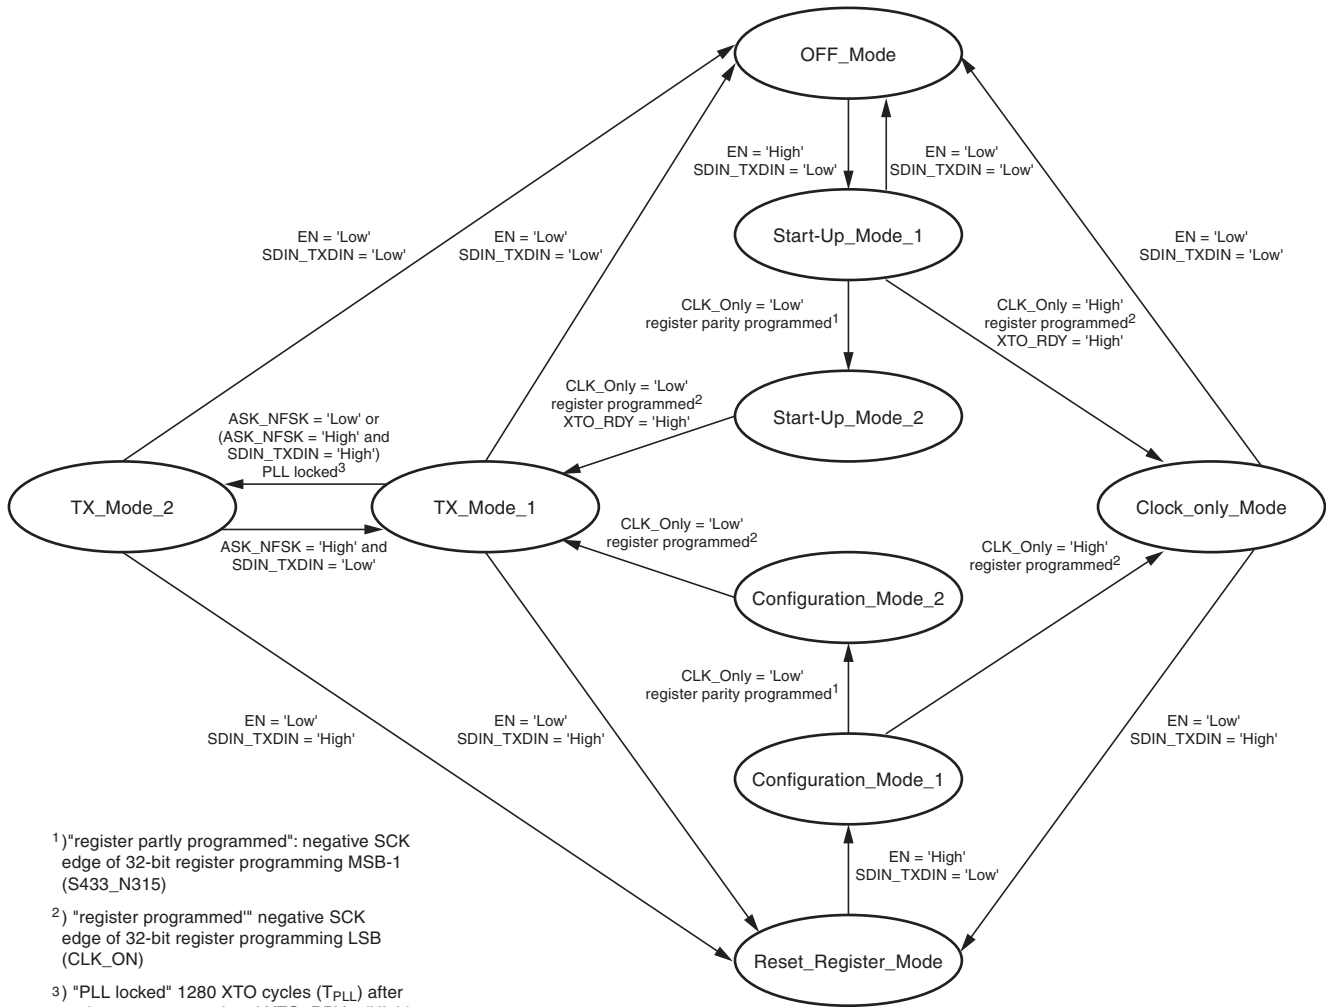 OFF_Mode
EN = 'High'
SDIN_TXDIN = 'Low'
EN = 'Low'
SDIN_TXDIN = 'Low'
Start-Up_Mode_1
EN = 'Low'
SDIN_TXDIN = 'Low'
EN = 'Low'
SDIN_TXDIN = 'Low'
EN = 'Low'
SDIN_TXDIN = 'Low'
CLK_Only = 'Low'
register parity programmed1
CLK_Only = 'High'
register programmed2
XTO_RDY = 'High'
CLK_Only = 'Low'
register programmed2
XTO_RDY = 'High'
Start-Up_Mode_2
ASK_NFSK = 'Low' or
(ASK_NFSK = 'High' and
SDIN_TXDIN = 'High')
PLL locked3
TX_Mode_2
TX_Mode_1
Clock_only_Mode
ASK_NFSK = 'High' and
SDIN_TXDIN = 'Low'
CLK_Only = 'Low'
register programmed2
CLK_Only = 'High'
register programmed2
Configuration_Mode_2
CLK_Only = 'Low'
register parity programmed1
EN = 'Low'
SDIN_TXDIN = 'High'
EN = 'Low'
SDIN_TXDIN = 'High'
EN = 'Low'
SDIN_TXDIN = 'High'
Configuration_Mode_1
EN = 'High'
SDIN_TXDIN = 'Low'
Reset_Register_Mode
1)"register partly programmed": negative SCK
edge of 32-bit register programming MSB-1
(S433_N315)
2) "register programmed'" negative SCK
edge of 32-bit register programming LSB
(CLK_ON)
3) "PLL locked" 1280 XTO cycles (TPLL) after